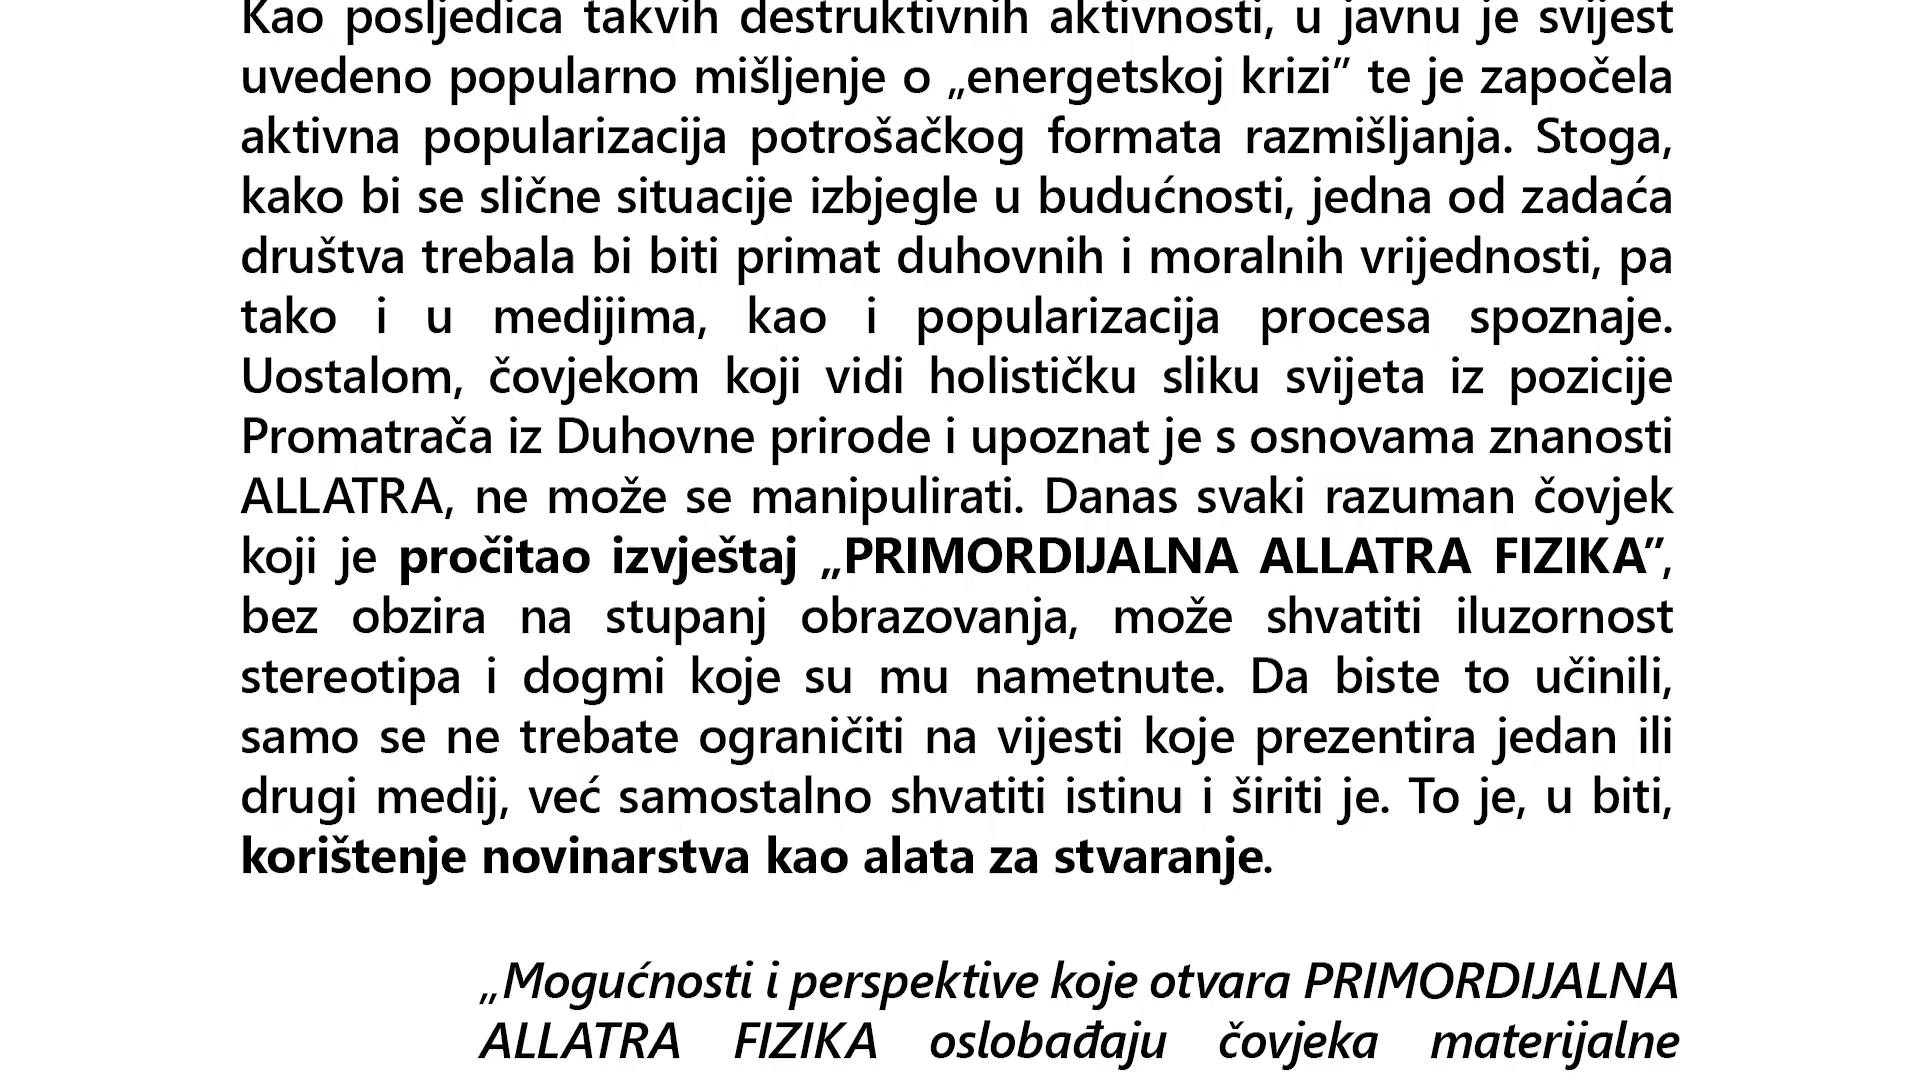 Kao posljedica takvih destruktivnih aktivnosti, u javnu je svijest
uvedeno popularno mišljenje o „energetskoj krizi” te je započela
aktivna popularizacija potrošačkog formata razmišljanja. Stoga,
kako bi se slične situacije izbjegle u budućnosti, jedna od zadaća
društva trebala bi biti primat duhovnih i moralnih vrijednosti, pa
tako i u medijima, kao i popularizacija procesa spoznaje.
Uostalom, čovjekom koji vidi holističku sliku svijeta iz pozicije
Promatrača iz Duhovne prirode i upoznat je s osnovama znanosti
ALLATRA, ne može se manipulirati. Danas svaki razuman čovjek
koji je pročitao izvještaj „PRIMORDIJALNA ALLATRA FIZIKA”,
bez obzira na stupanj obrazovanja, može shvatiti iluzornost
stereotipa i dogmi koje su mu nametnute. Da biste to učinili,
samo se ne trebate ograničiti na vijesti koje prezentira jedan ili
drugi medij, već samostalno shvatiti istinu i širiti je. To je, u biti,
korištenje novinarstva kao alata za stvaranje.
„Mogućnosti i perspektive koje otvara PRIMORDIJALNA
ALLATRA FIZIKA oslobađaju čovjeka materijalne